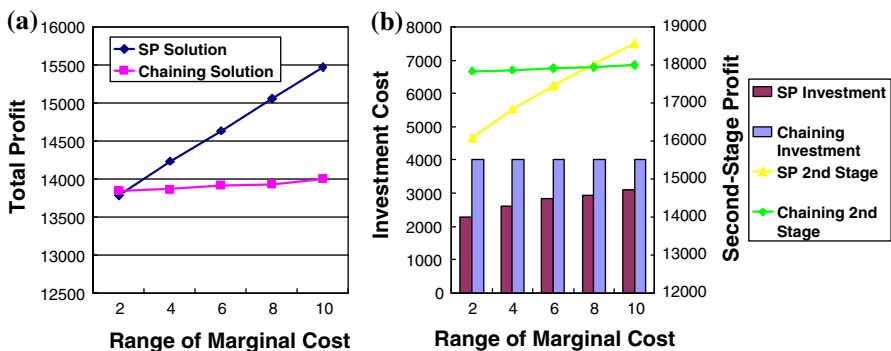 (a)
16000
15500
15000
14500
14000
13500
13000
12500
Total Profit
SP Solution
Chaining Solution
2 4 6 8 10
Range of Marginal Cost
(b)
8000
7000
6000
5000
4000
3000
2000
1000
0
Investment Cost
19000
18000
17000
16000
15000
14000
13000
12000
Second-Stage Profit
2 4 6 8 10
Range of Marginal Cost
SP Investment
Chaining
Investment
SP 2nd Stage
Chaining 2nd
Stage